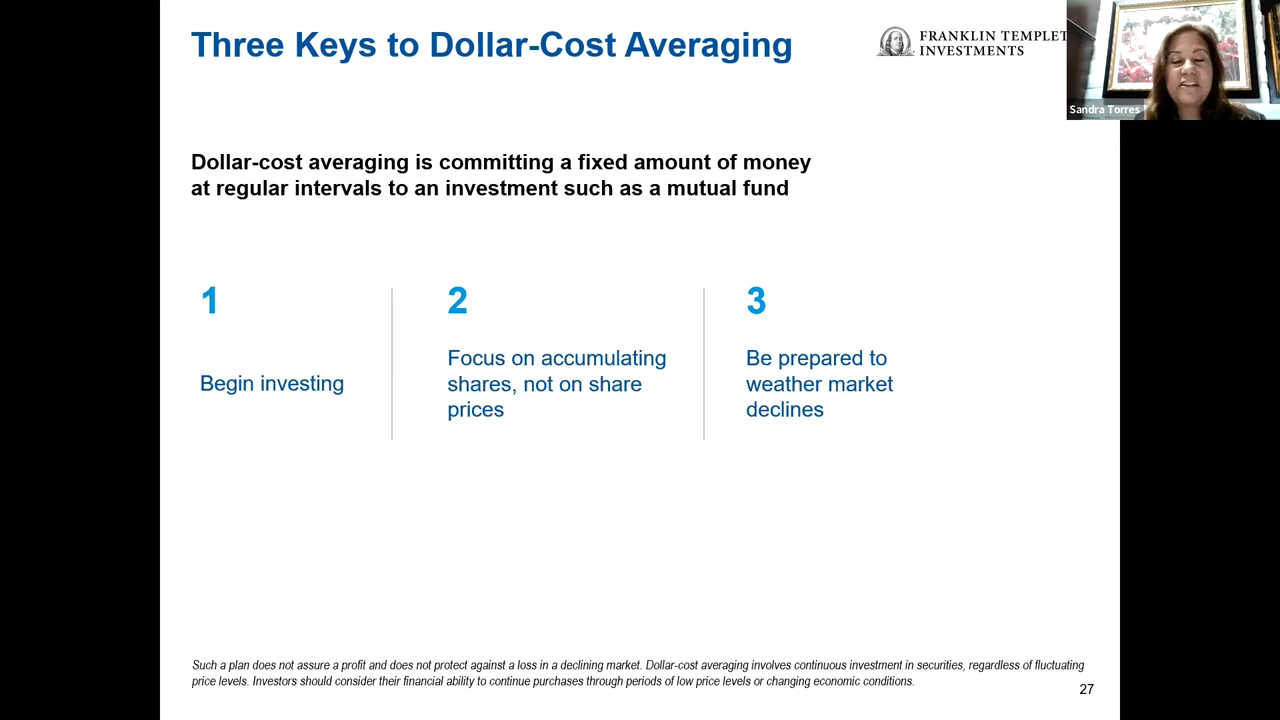 Three Keys to Dollar-Cost Averaging
FRANKLIN TEMPLET
INVESTMENTS
Sandra Torres
Dollar-cost averaging is committing a fixed amount of money
at regular intervals to an investment such as a mutual fund
1
Begin investing
2
Focus on accumulating
shares, not on share
prices
3
Be prepared to
weather market
declines
Such a plan does not assure a profit and does not protect against a loss in a declining market. Dollar-cost averaging involves continuous investment in securities, regardless of fluctuating
price levels. Investors should consider their financial ability to continue purchases through periods of low price levels or changing economic conditions.
27